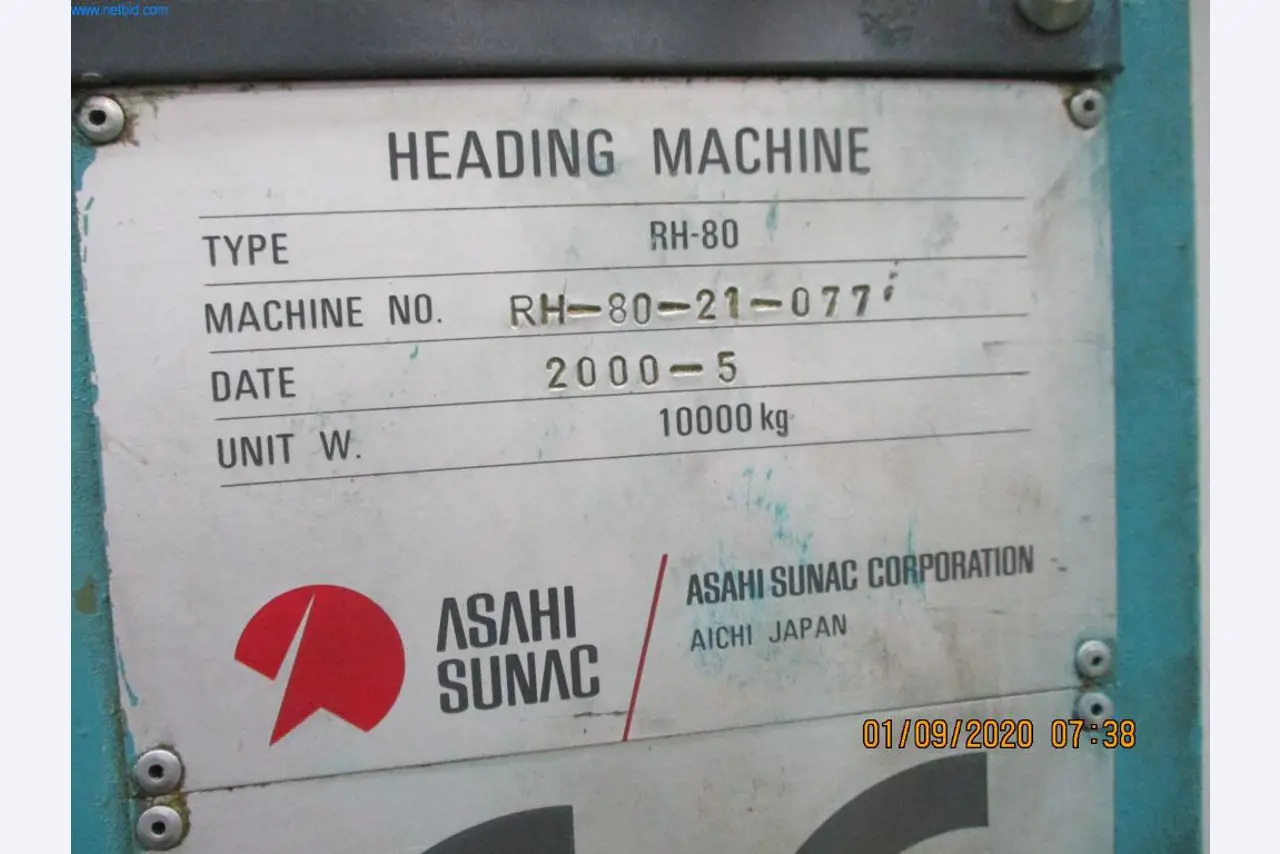 www.netbid.com
HEADING MACHINE
TYPE RH-80
MACHINE NO. RH-80-21-077
DATE 2000-5
UNIT W. 10000kg
ASAHI
SUNAC
ASAHI SUNAC CORPORATION
AICHI JAPAN
01/09/2020 07:38